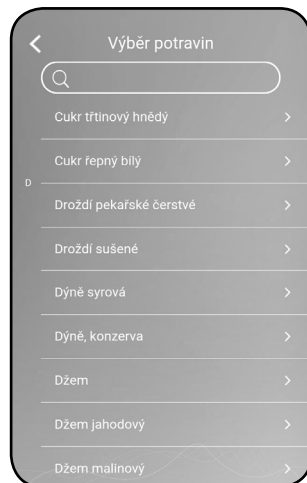 Výběr potravin
Cukr třtinový hnědý
Cukr řepný bílý
D
Droždí pekařské čerstvé
Droždí sušené
Dýně syrová
Dýně, konzerva
Džem
Džem jahodový
Džem malinový